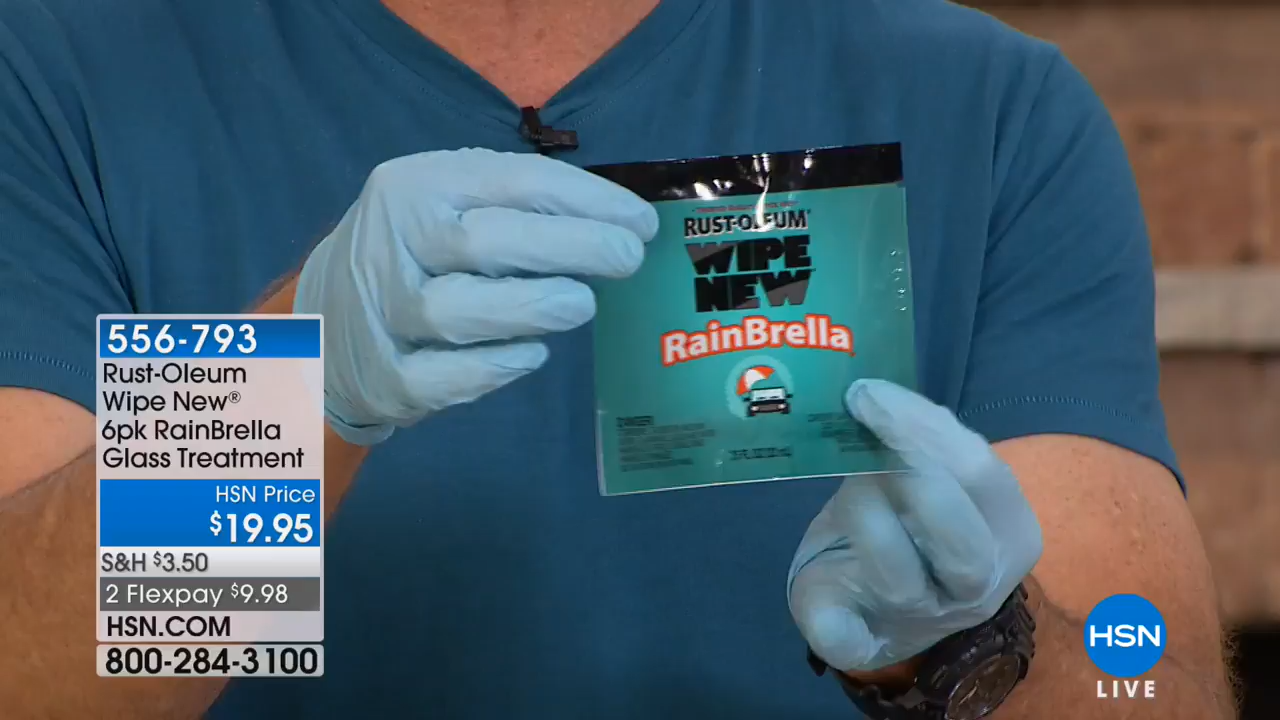 RUST-OLEUM
WIPE
NEW
RainBrella
556-793
Rust-Oleum
Wipe New®
6pk RainBrella
Glass Treatment
HSN Price
$19.95
S&H $3.50
2 Flexpay $9.98
HSN.COM
800-284-3100
HSN
LIVE